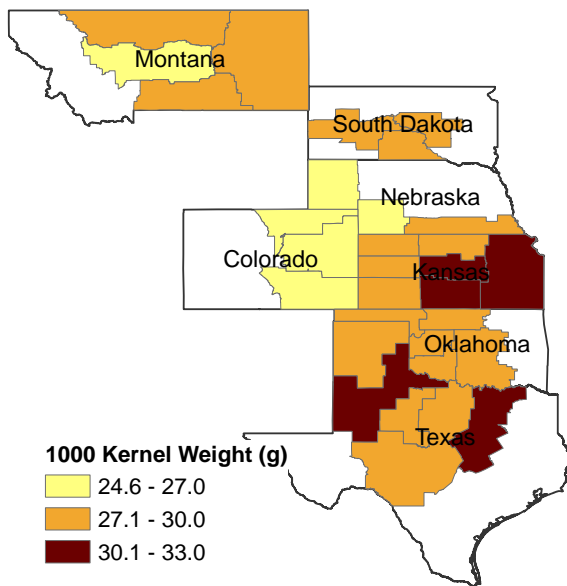 Montana
South Dakota
Nebraska
Colorado
Kansas
Oklahoma
Texas
1000 Kernel Weight (g)
24.6 - 27.0
27.1 - 30.0
30.1 - 33.0